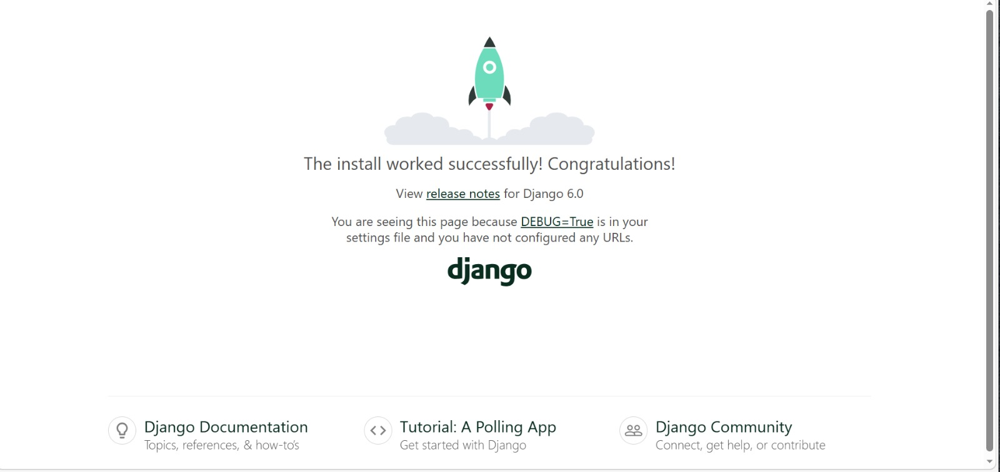 The install worked successfully! Congratulations!
View release notes for Django 6.0
You are seeing this page because DEBUG=True is in your
settings file and you have not configured any URLs.
django
Django Documentation
Topics, references, & how-to’s
Tutorial: A Polling App
Get started with Django
Django Community
Connect, get help, or contribute